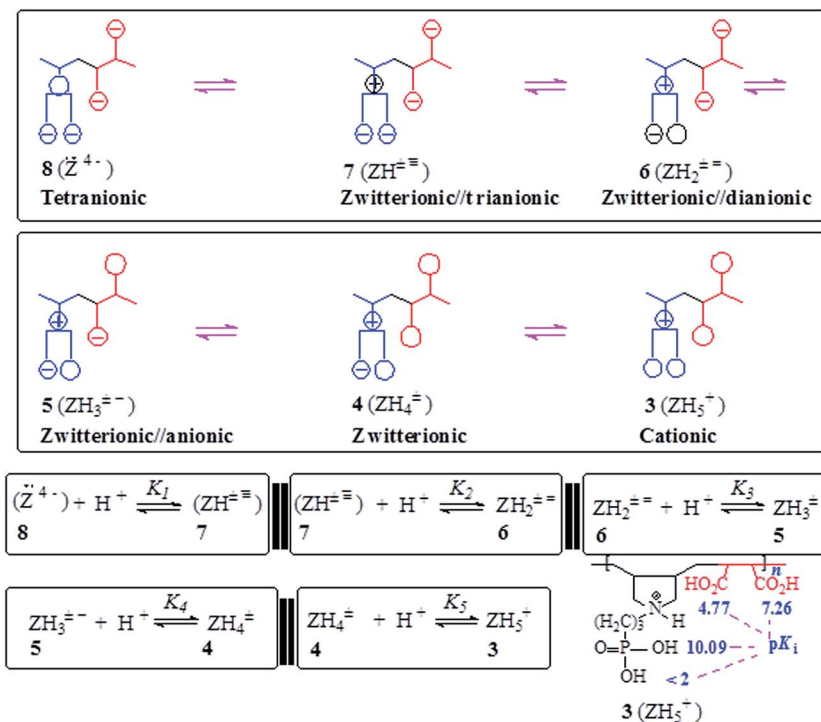 8 (Z̈ 4-) 7 (ZH±≡) 6 (ZH2±=)
Tetranionic Zwitterionic//trianionic Zwitterionic//dianionic
5 (ZH3±−) 4 (ZH4±) 3 (ZH5+)
Zwitterionic//anionic Zwitterionic Cationic
(Z̈ 4-) + H+ ⇌ K1 (ZH±≡) (ZH±≡) + H+ ⇌ K2 ZH2±= ZH2±= + H+ ⇌ K3 ZH3±
8 7 7 6 6 5
ZH3±− + H+ ⇌ K4 ZH4± ZH4± + H+ ⇌ K5 ZH5+
5 4 4 3
n
HO2C CO2H
4.77 7.26
N H
(CH2)3
O=P OH 10.09 pKi
OH < 2
3 (ZH5+)